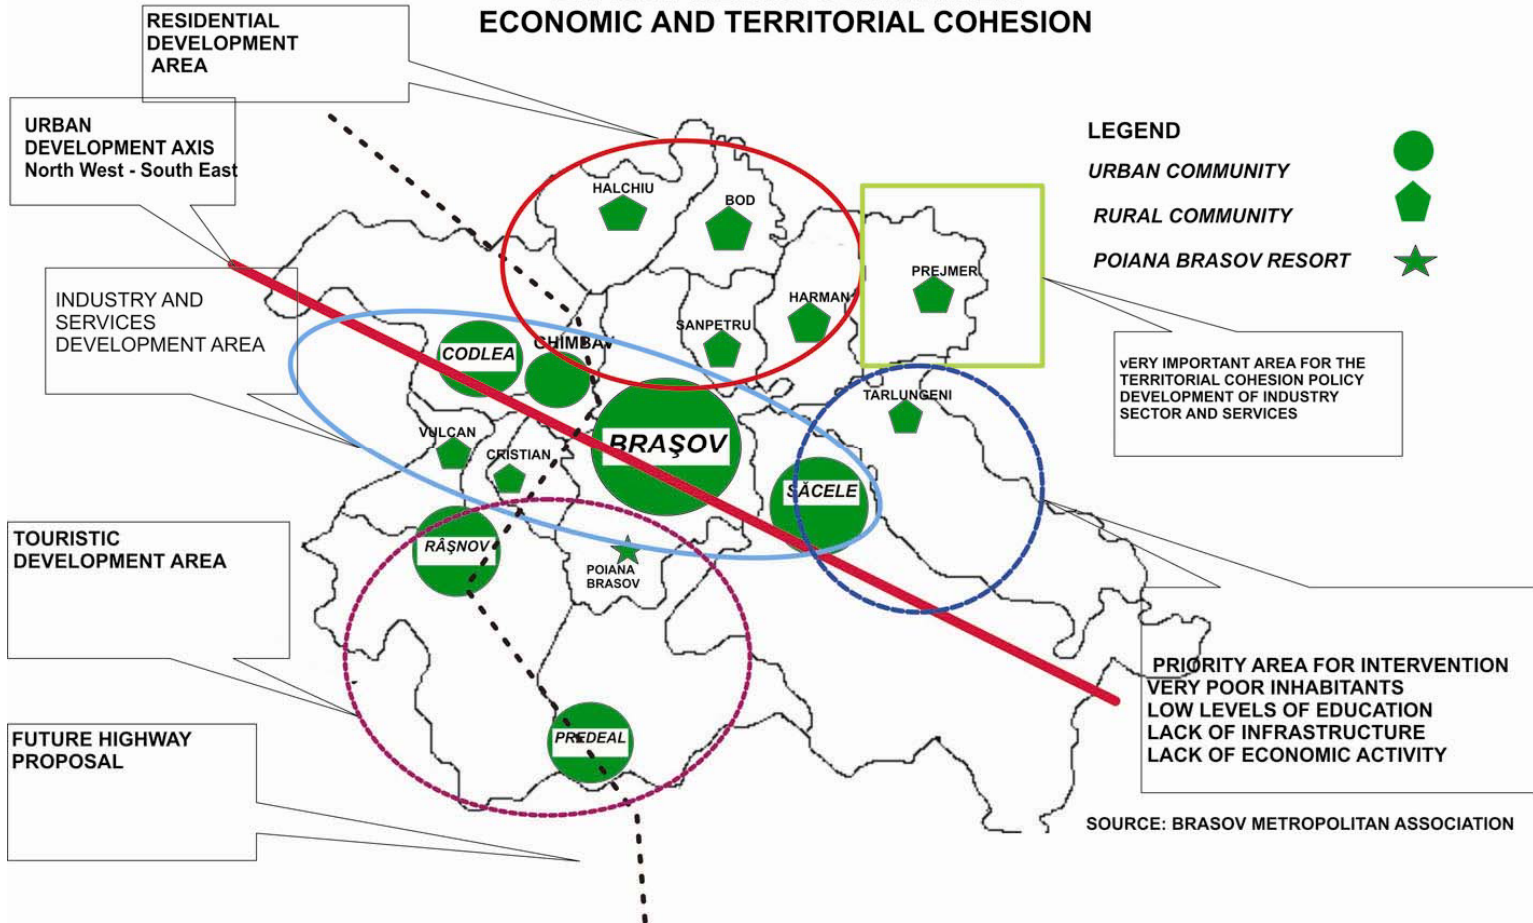 ECONOMIC AND TERRITORIAL COHESION
RESIDENTIAL
DEVELOPMENT
AREA
URBAN
DEVELOPMENT AXIS
North West - South East
INDUSTRY AND
SERVICES
DEVELOPMENT AREA
TOURISTIC
DEVELOPMENT AREA
FUTURE HIGHWAY
PROPOSAL
HALCHIU
BOD
PREJMER
HARMAN
SANPETRU
CODLEA
GHIMBAV
TARLUNGENI
VULCAN
BRAŞOV
CRISTIAN
SĂCELE
RÂŞNOV
POIANA
BRASOV
PREDEAL
LEGEND
URBAN COMMUNITY
RURAL COMMUNITY
POIANA BRASOV RESORT
vERY IMPORTANT AREA FOR THE
TERRITORIAL COHESION POLICY
DEVELOPMENT OF INDUSTRY
SECTOR AND SERVICES
PRIORITY AREA FOR INTERVENTION
VERY POOR INHABITANTS
LOW LEVELS OF EDUCATION
LACK OF INFRASTRUCTURE
LACK OF ECONOMIC ACTIVITY
SOURCE: BRASOV METROPOLITAN ASSOCIATION